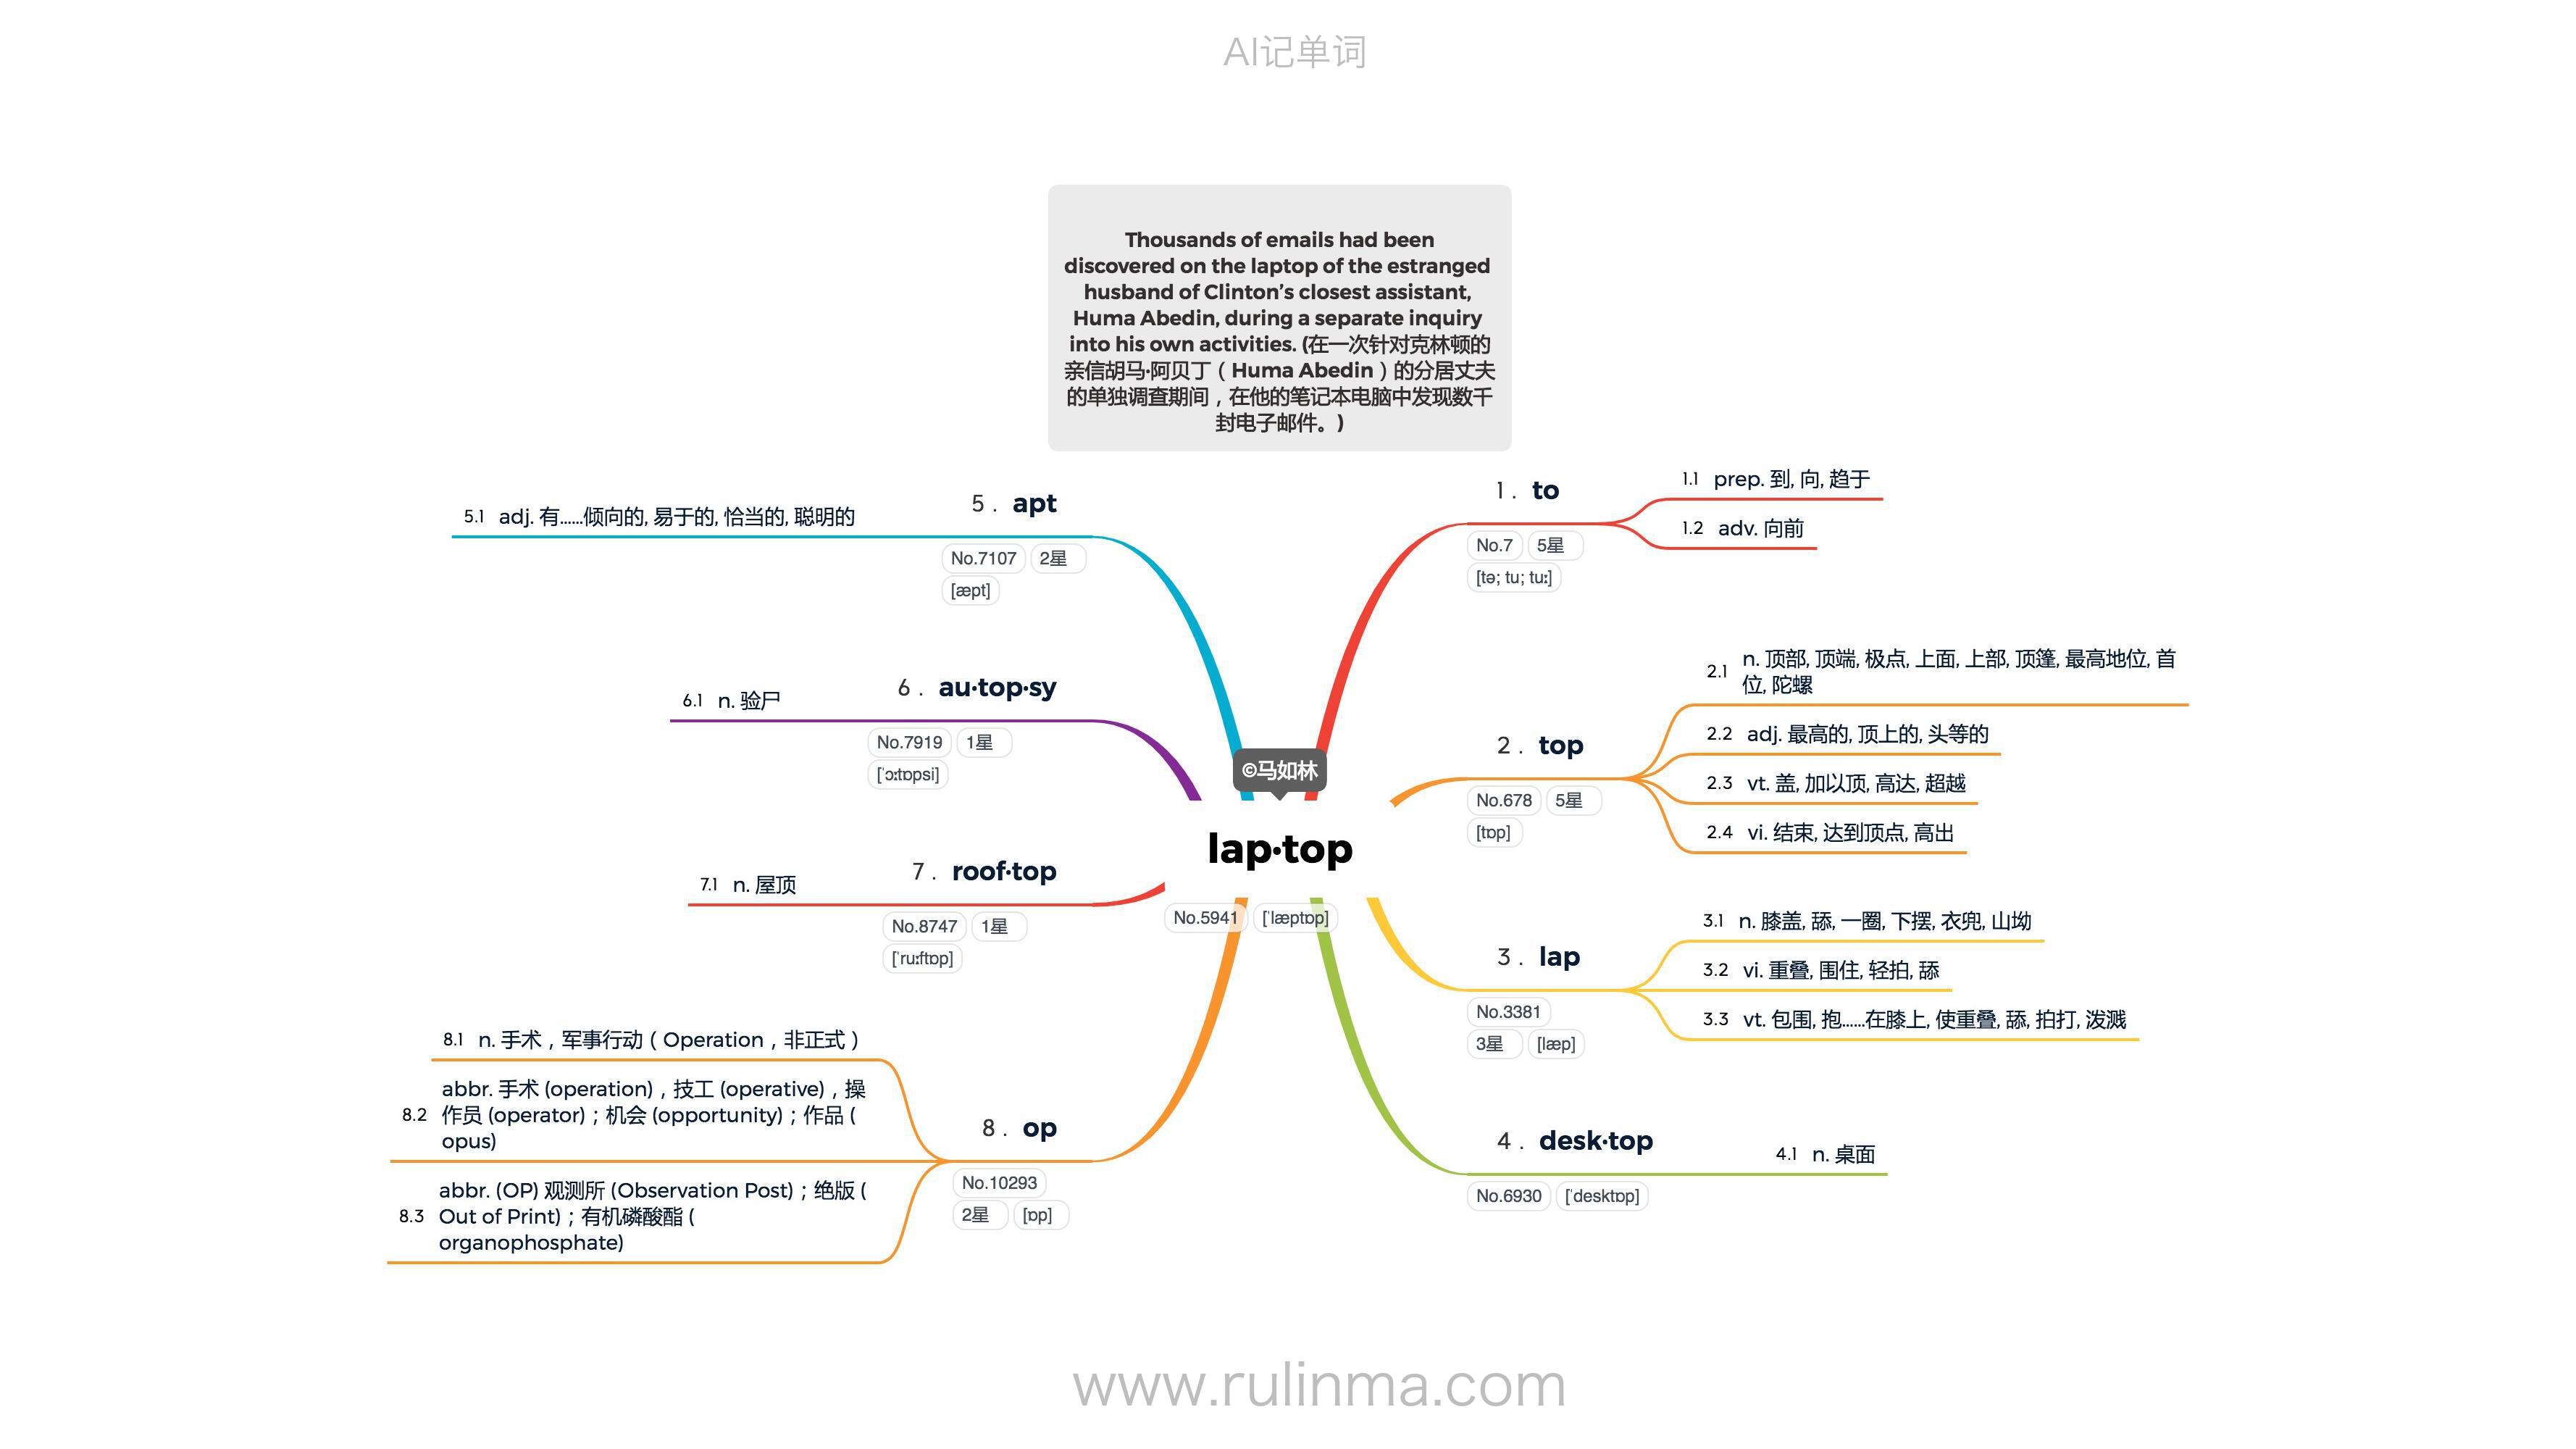 AI记单词
Thousands of emails had been
discovered on the laptop of the estranged
husband of Clinton’s closest assistant,
Huma Abedin, during a separate inquiry
into his own activities. (在一次针对克林顿的
亲信胡马·阿贝丁（Huma Abedin）的分居丈夫
的单独调查期间，在他的笔记本电脑中发现数千
封电子邮件。)
©马如林
lap·top
No.5941 [ˈlæptɒp]
1. to
No.7 5星
[tə; tu; tuː]
1.1 prep. 到, 向, 趋于
1.2 adv. 向前
2. top
No.678 5星
[tɒp]
2.1 n. 顶部, 顶端, 极点, 上面, 上部, 顶篷, 最高地位, 首
位, 陀螺
2.2 adj. 最高的, 顶上的, 头等的
2.3 vt. 盖, 加以顶, 高达, 超越
2.4 vi. 结束, 达到顶点, 高出
3. lap
No.3381
3星 [læp]
3.1 n. 膝盖, 舔, 一圈, 下摆, 衣兜, 山坳
3.2 vi. 重叠, 围住, 轻拍, 舔
3.3 vt. 包围, 抱……在膝上, 使重叠, 舔, 拍打, 泼溅
4. desk·top
No.6930 [ˈdesktɒp]
4.1 n. 桌面
5. apt
No.7107 2星
[æpt]
5.1 adj. 有……倾向的, 易于的, 恰当的, 聪明的
6. au·top·sy
No.7919 1星
[ˈɔːtɒpsi]
6.1 n. 验尸
7. roof·top
No.8747 1星
[ˈruːftɒp]
7.1 n. 屋顶
8. op
No.10293
2星 [ɒp]
8.1 n. 手术，军事行动（Operation，非正式）
8.2 abbr. 手术 (operation)，技工 (operative)，操
作员 (operator)；机会 (opportunity)；作品 (
opus)
8.3 abbr. (OP) 观测所 (Observation Post)；绝版 (
Out of Print)；有机磷酸酯 (
organophosphate)
www.rulinma.com